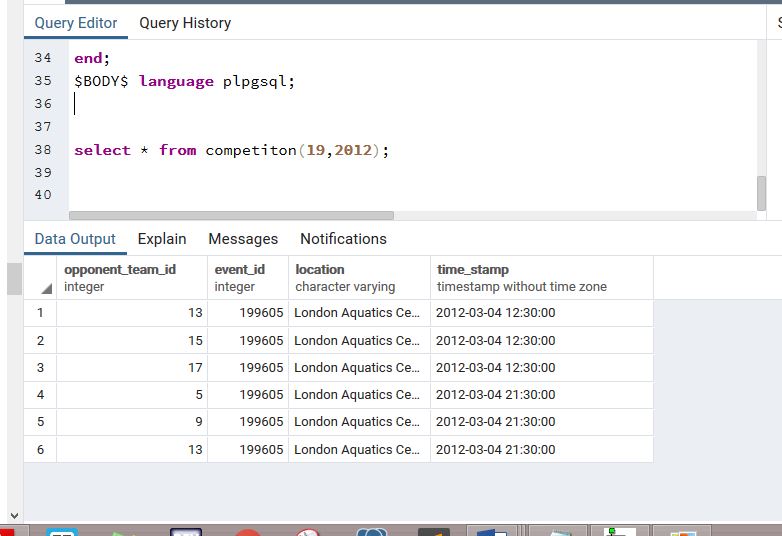 Query Editor Query History
34 end;
35 $BODY$ language plpgsql;
36
37
38 select * from competiton(19,2012);
39
40
Data Output Explain Messages Notifications
opponent_team_id event_id location time_stamp
integer integer character varying timestamp without time zone
1 13 199605 London Aquatics Ce... 2012-03-04 12:30:00
2 15 199605 London Aquatics Ce... 2012-03-04 12:30:00
3 17 199605 London Aquatics Ce... 2012-03-04 12:30:00
4 5 199605 London Aquatics Ce... 2012-03-04 21:30:00
5 9 199605 London Aquatics Ce... 2012-03-04 21:30:00
6 13 199605 London Aquatics Ce... 2012-03-04 21:30:00